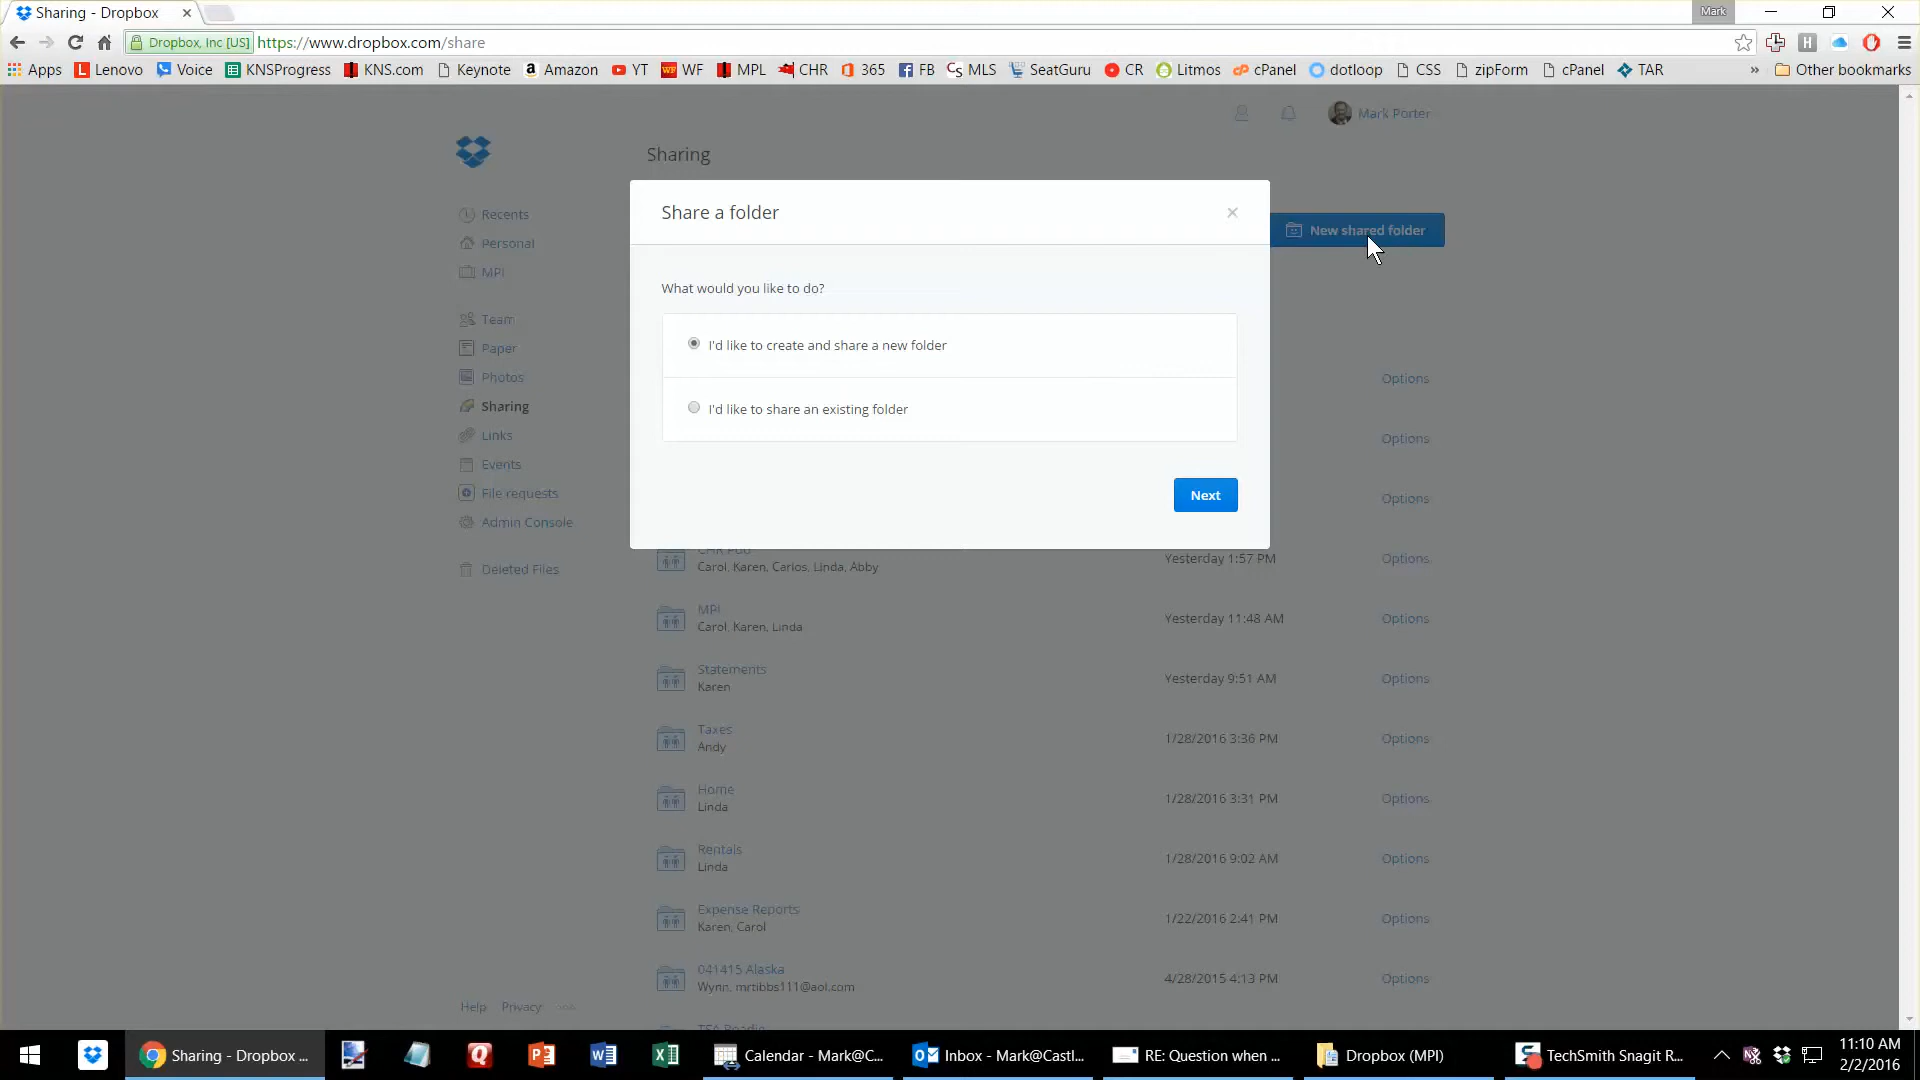 Sharing - Dropbox
Mark
Dropbox, Inc [US] https://www.dropbox.com/share
Apps Lenovo Voice KNSProgress KNS.com Keynote Amazon YT WF MPL CHR 365 FB MLS SeatGuru CR Litmos cPanel dotloop CSS zipForm cPanel TAR » Other bookmarks
Mark Porter
Sharing
Share a folder
New shared folder
Recents
Personal
MPI
What would you like to do?
Team
I'd like to create and share a new folder
Paper
Photos
Options
Sharing
I'd like to share an existing folder
Links
Options
Events
File requests
Next
Options
Admin Console
CHR Pub
Carol, Karen, Carlos, Linda, Abby
Yesterday 1:57 PM
Options
Deleted Files
MPI
Carol, Karen, Linda
Yesterday 11:48 AM
Options
Statements
Karen
Yesterday 9:51 AM
Options
Taxes
Andy
1/28/2016 3:36 PM
Options
Home
Linda
1/28/2016 3:31 PM
Options
Rentals
Linda
1/28/2016 9:02 AM
Options
Expense Reports
Karen, Carol
1/22/2016 2:41 PM
Options
041415 Alaska
Wynn, mrtibbs111@aol.com
4/28/2015 4:13 PM
Options
Help Privacy
Sharing - Dropbox ...
Calendar - Mark@C...
Inbox - Mark@Castl...
RE: Question when ...
Dropbox (MPI)
TechSmith Snagit R...
11:10 AM
2/2/2016